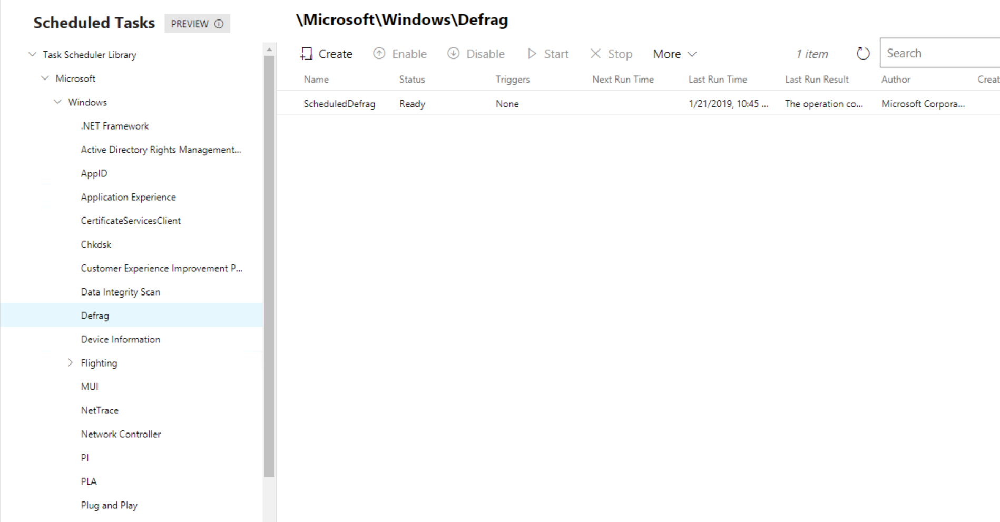 Scheduled Tasks PREVIEW
Task Scheduler Library
Microsoft
Windows
.NET Framework
Active Directory Rights Management...
AppID
Application Experience
CertificateServicesClient
Chkdsk
Customer Experience Improvement P...
Data Integrity Scan
Defrag
Device Information
Flighting
MUI
NetTrace
Network Controller
PI
PLA
Plug and Play
\Microsoft\Windows\Defrag
Create Enable Disable Start Stop More 1 item Search
Name Status Triggers Next Run Time Last Run Time Last Run Result Author Creat
ScheduledDefrag Ready None 1/21/2019, 10:45 ... The operation co... Microsoft Corpora...